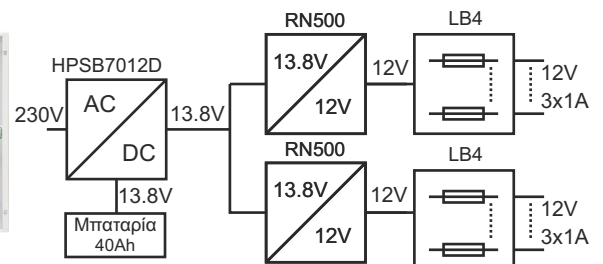 RN500
LB4
HPSB7012D
13.8V
12V
12V
12V
3x1A
230V
AC
DC
13.8V
RN500
LB4
13.8V
13.8V
12V
12V
12V
3x1A
Μπαταρία
40Ah